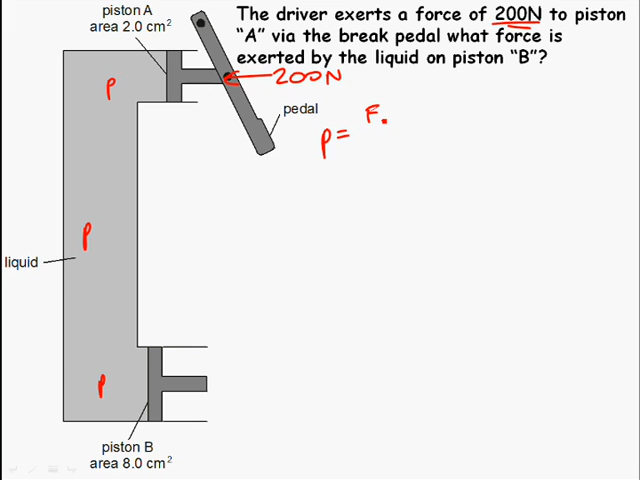 piston A
area 2.0 cm²
The driver exerts a force of 200N to piston
“A” via the break pedal what force is
exerted by the liquid on piston “B”?
p
200N
pedal
F.
p =
p
liquid
p
piston B
area 8.0 cm²